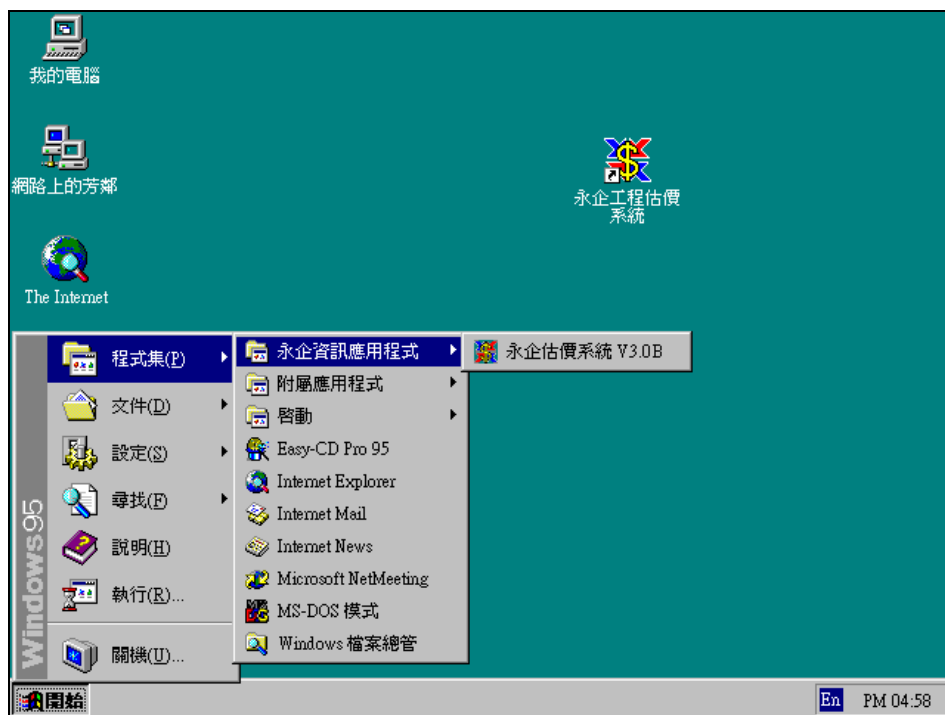 我的電腦
網路上的芳鄰
The Internet
永企工程估價
系統
Windows95
程式集(P)
文件(D)
設定(S)
尋找(F)
說明(H)
執行(R)...
關機(U)...
永企資訊應用程式
附屬應用程式
啓動
Easy-CD Pro 95
Internet Explorer
Internet Mail
Internet News
Microsoft NetMeeting
MS-DOS 模式
Windows 檔案總管
永企估價系統 V3.0B
開始
En
PM 04:58